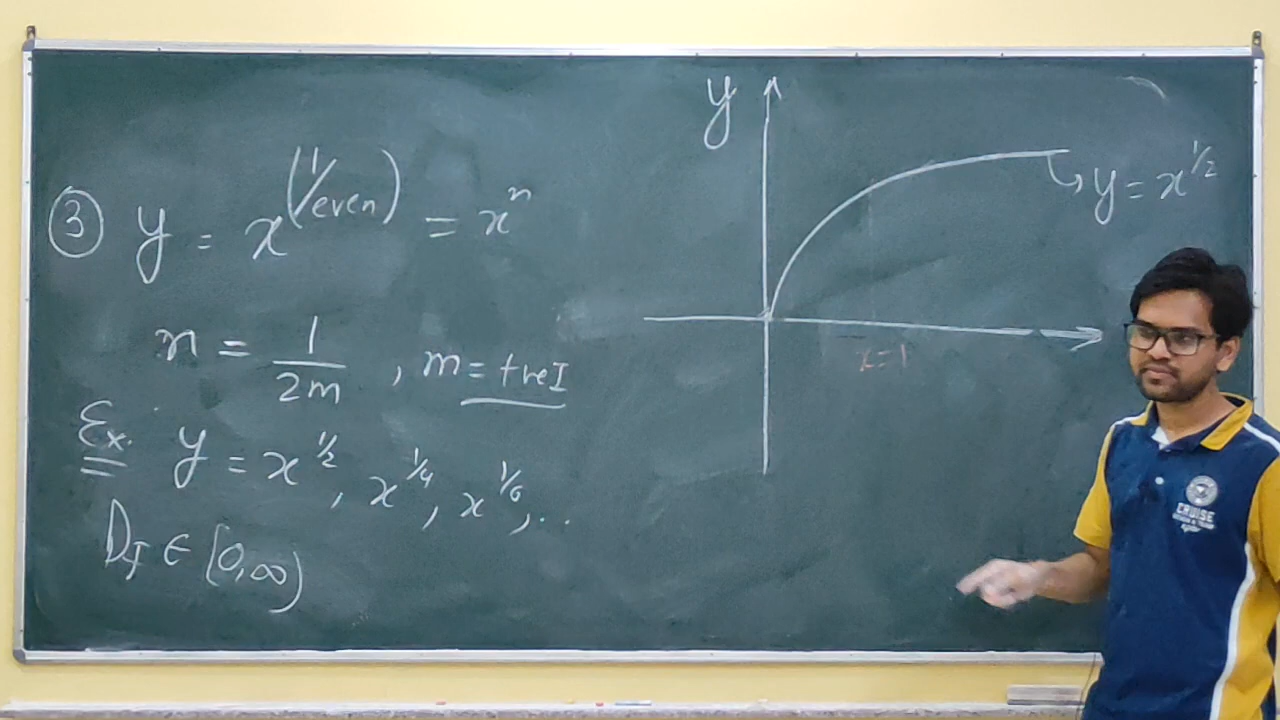 ③ y = x^(1/even) = x^n
n = 1/2m , m = +ve I
Ex. y = x^1/2, x^1/4, x^1/6, ...
D_f ∈ [0,∞)
y
y = x^1/2
x=1
CRUISE